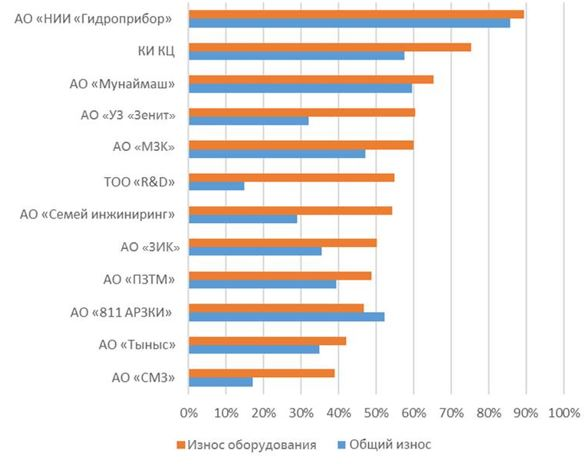 АО «НИИ «Гидроприбор»
КИ КЦ
АО «Мунаймаш»
АО «УЗ «Зенит»
АО «МЗК»
ТОО «R&D»
АО «Семей инжиниринг»
АО «ЗИК»
АО «ПЗТМ»
АО «811 АРЗКИ»
АО «Тыныс»
АО «СМЗ»
0% 10% 20% 30% 40% 50% 60% 70% 80% 90% 100%
Износ оборудования Общий износ